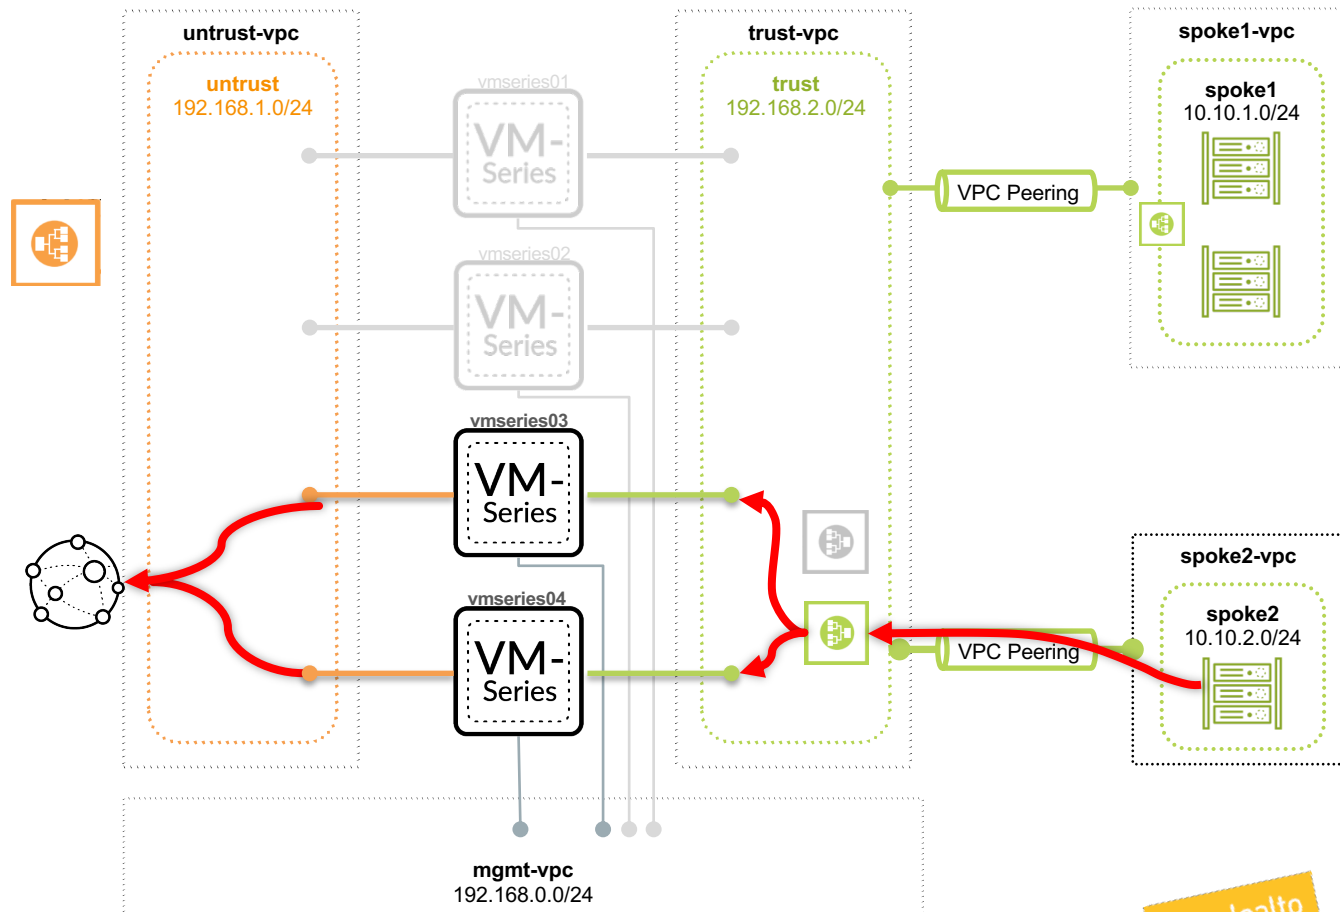 untrust-vpc
trust-vpc
spoke1-vpc
untrust
192.168.1.0/24
vmseries01
VM-
Series
trust
192.168.2.0/24
spoke1
10.10.1.0/24
VPC Peering
vmseries02
VM-
Series
vmseries03
VM-
Series
spoke2-vpc
vmseries04
VM-
Series
spoke2
10.10.2.0/24
VPC Peering
mgmt-vpc
192.168.0.0/24